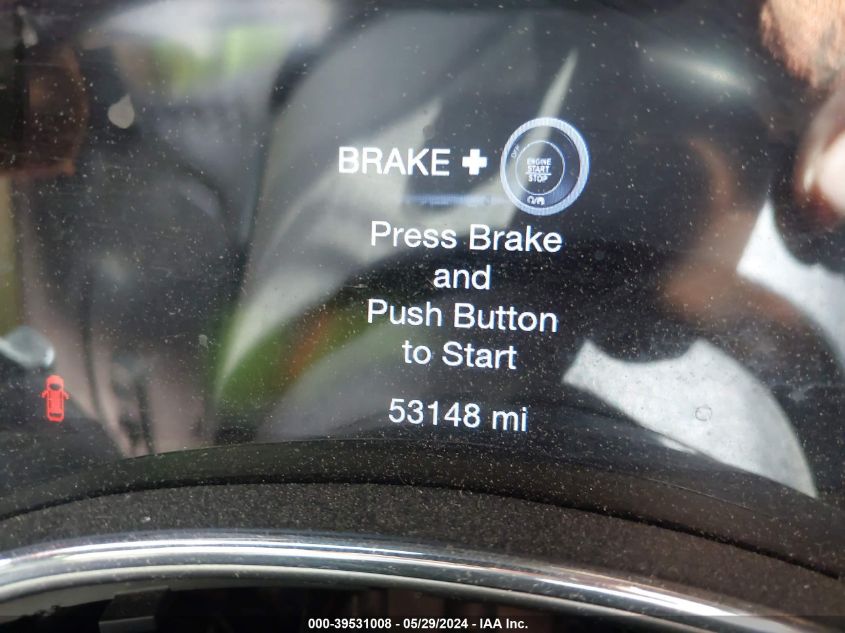 BRAKE +
OFF
ENGINE
START
STOP
Press Brake
and
Push Button
to Start
53148 mi
000-39531008 - 05/29/2024 - IAA Inc.